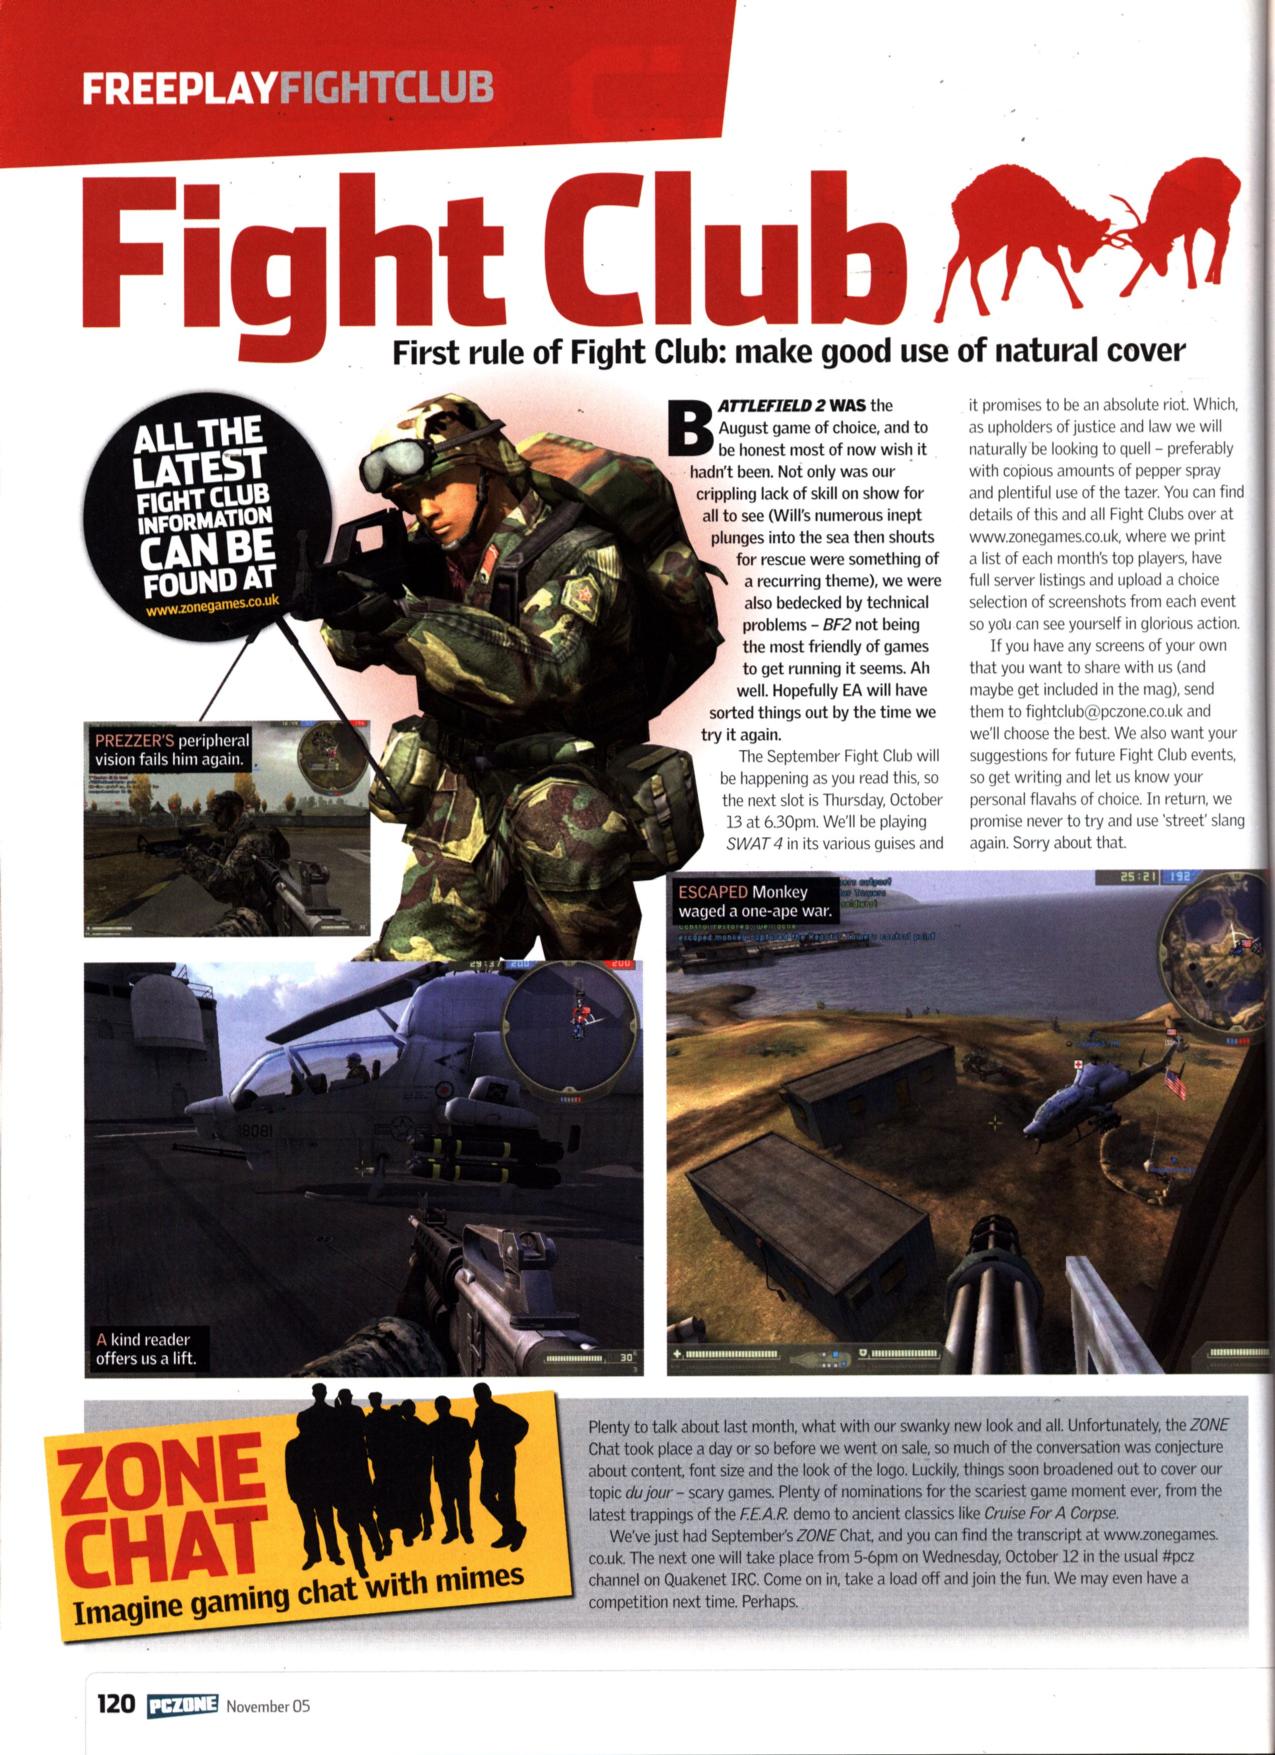 FREEPLAYFIGHTCLUB
Fight Club
First rule of Fight Club: make good use of natural cover
ALL THE
LATEST
FIGHT CLUB
INFORMATION
CAN BE
FOUND AT
www.zonegames.co.uk
BATTLEFIELD 2 WAS the
August game of choice, and to
be honest most of now wish it
hadn't been. Not only was our
crippling lack of skill on show for
all to see (Will's numerous inept
plunges into the sea then shouts
for rescue were something of
a recurring theme), we were
also bedecked by technical
problems – BF2 not being
the most friendly of games
to get running it seems. Ah
well. Hopefully EA will have
sorted things out by the time we
try it again.
The September Fight Club will
be happening as you read this, so
the next slot is Thursday, October
13 at 6.30pm. We'll be playing
SWAT 4 in its various guises and
it promises to be an absolute riot. Which,
as upholders of justice and law we will
naturally be looking to quell – preferably
with copious amounts of pepper spray
and plentiful use of the tazer. You can find
details of this and all Fight Clubs over at
www.zonegames.co.uk, where we print
a list of each month's top players, have
full server listings and upload a choice
selection of screenshots from each event
so you can see yourself in glorious action.
If you have any screens of your own
that you want to share with us (and
maybe get included in the mag), send
them to fightclub@pczone.co.uk and
we'll choose the best. We also want your
suggestions for future Fight Club events,
so get writing and let us know your
personal flavahs of choice. In return, we
promise never to try and use 'street' slang
again. Sorry about that.
PREZZER'S peripheral
vision fails him again.
29:37 200 200
18081
30
A kind reader
offers us a lift.
ESCAPED Monkey
waged a one-ape war.
25:21 192
ZONE
CHAT
Imagine gaming chat with mimes
Plenty to talk about last month, what with our swanky new look and all. Unfortunately, the ZONE
Chat took place a day or so before we went on sale, so much of the conversation was conjecture
about content, font size and the look of the logo. Luckily, things soon broadened out to cover our
topic du jour – scary games. Plenty of nominations for the scariest game moment ever, from the
latest trappings of the F.E.A.R. demo to ancient classics like Cruise For A Corpse.
We've just had September's ZONE Chat, and you can find the transcript at www.zonegames.
co.uk. The next one will take place from 5-6pm on Wednesday, October 12 in the usual #pcz
channel on Quakenet IRC. Come on in, take a load off and join the fun. We may even have a
competition next time. Perhaps.
120 PCZONE November 05